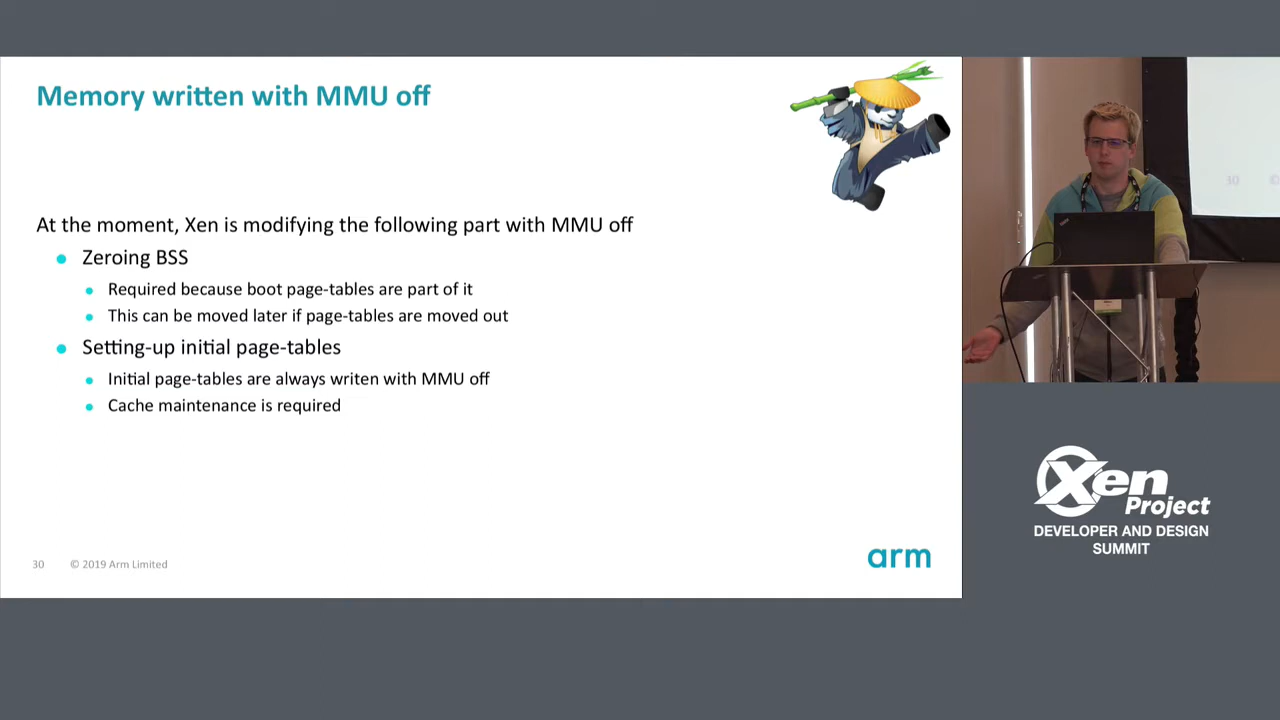 Memory written with MMU off
At the moment, Xen is modifying the following part with MMU off
Zeroing BSS
Required because boot page-tables are part of it
This can be moved later if page-tables are moved out
Setting-up initial page-tables
Initial page-tables are always writen with MMU off
Cache maintenance is required
30 © 2019 Arm Limited
arm
30 ©
Xen
Project
DEVELOPER AND DESIGN
SUMMIT